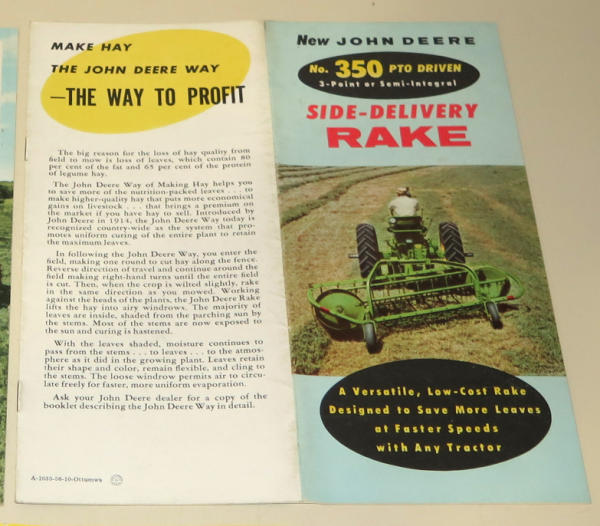 MAKE HAY
THE JOHN DEERE WAY
—THE WAY TO PROFIT
The big reason for the loss of hay quality from
field to mow is loss of leaves, which contain 80
per cent of the fat and 65 per cent of the protein
of legume hay.
The John Deere Way of Making Hay helps you
to save more of the nutrition-packed leaves . . . to
make higher-quality hay that puts more economical
gains on livestock . . . that brings a premium on
the market if you have hay to sell. Introduced by
John Deere in 1914, the John Deere Way today is
recognized country-wide as the system that pro-
motes uniform curing of the entire plant to retain
the maximum leaves.
In following the John Deere Way, you enter the
field, making one round to cut hay along the fence.
Reverse direction of travel and continue around the
field making right-hand turns until the entire field
is cut. Then, when the crop is wilted slightly, rake
in the same direction as you mowed. Working
against the heads of the plants, the John Deere Rake
lifts the hay into airy windrows. The majority of
leaves are inside, shaded from the parching sun by
the stems. Most of the stems are now exposed to
the sun and curing is hastened.
With the leaves shaded, moisture continues to
pass from the stems . . . to leaves . . . to the atmos-
phere as it did in the growing plant. Leaves retain
their shape and color, remain flexible, and cling to
the stems. The loose windrow permits air to circu-
late freely for faster, more uniform evaporation.
Ask your John Deere dealer for a copy of the
booklet describing the John Deere Way in detail.
New JOHN DEERE
No. 350 PTO DRIVEN
3-Point or Semi-Integral
SIDE-DELIVERY
RAKE
A Versatile, Low-Cost Rake
Designed to Save More Leaves
at Faster Speeds
with Any Tractor